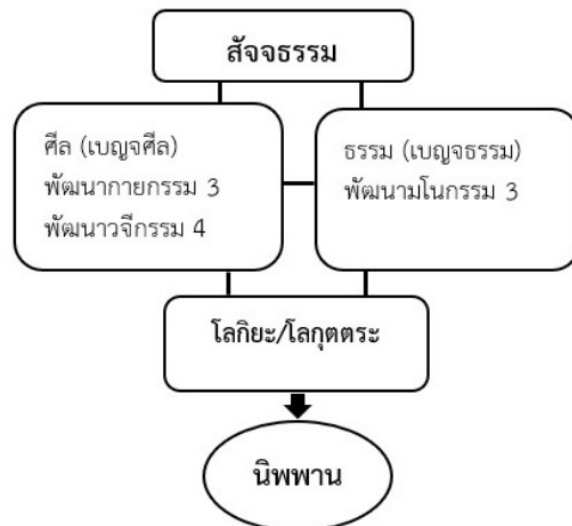 สัจจธรรม
ศีล (เบญจศีล)
พัฒนากายกรรม 3
พัฒนาวจีกรรม 4
ธรรม (เบญจธรรม)
พัฒนามโนกรรม 3
โลกิยะ/โลกุตตระ
นิพพาน